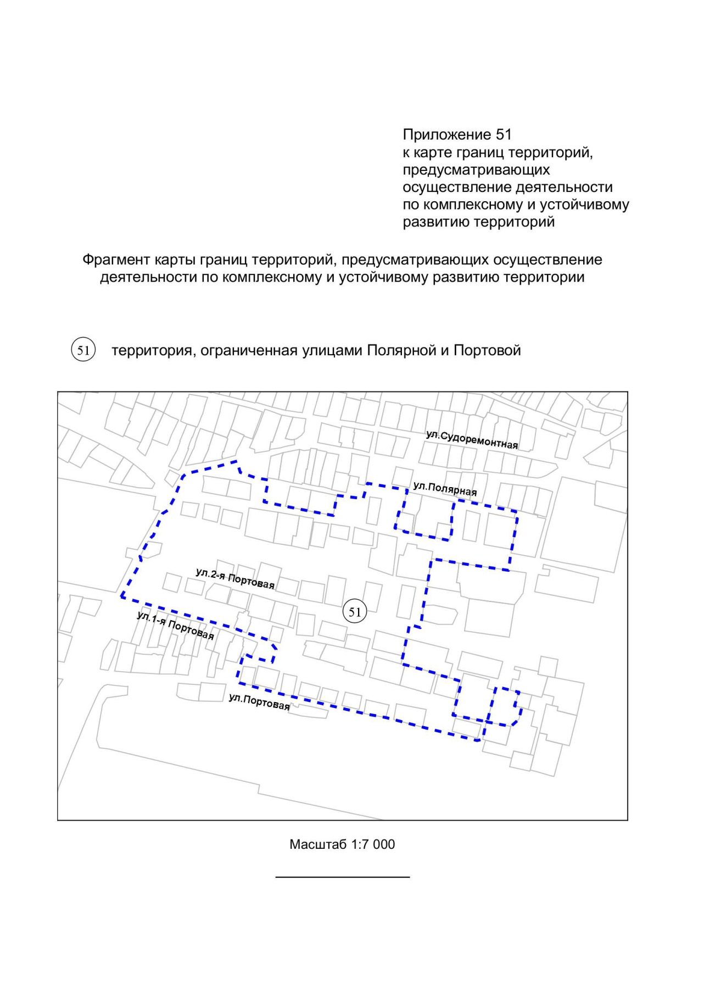 Приложение 51
к карте границ территорий,
предусматривающих
осуществление деятельности
по комплексному и устойчивому
развитию территорий
Фрагмент карты границ территорий, предусматривающих осуществление
деятельности по комплексному и устойчивому развитию территории
51 территория, ограниченная улицами Полярной и Портовой
ул.Судоремонтная
ул.Полярная
ул.2-я Портовая
51
ул.1-я Портовая
ул.Портовая
Масштаб 1:7 000